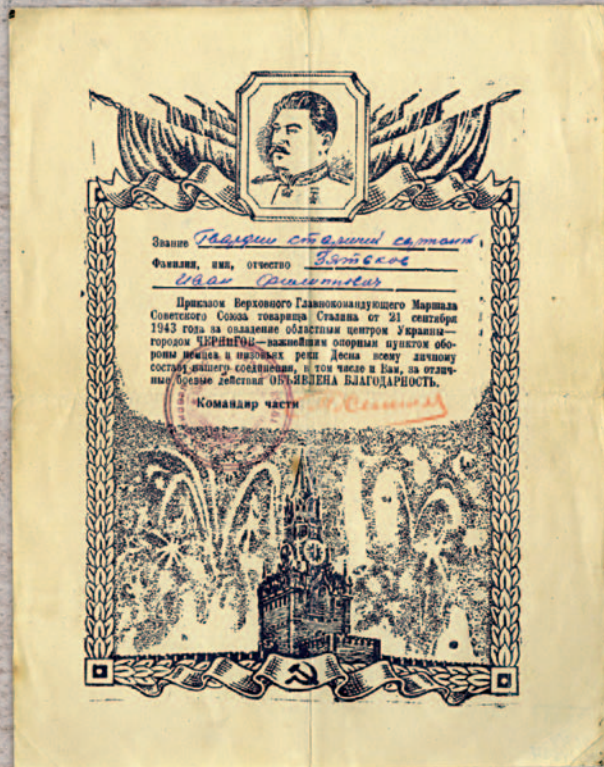 Звание Гвардии старший сержант
Фамилия, имя, отчество Зятьков
Иван Филиппович
Приказом Верховного Главнокомандующего Маршала
Советского Союза товарища Сталина от 21 сентября
1943 года за овладение областным центром Украины—
городом ЧЕРНИГОВ—важнейшим опорным пунктом обо-
роны немцев в низовьях реки Десна всему личному
составу нашего соединения, в том числе и Вам, за отлич-
ные боевые действия ОБЪЯВЛЕНА БЛАГОДАРНОСТЬ.
Командир части